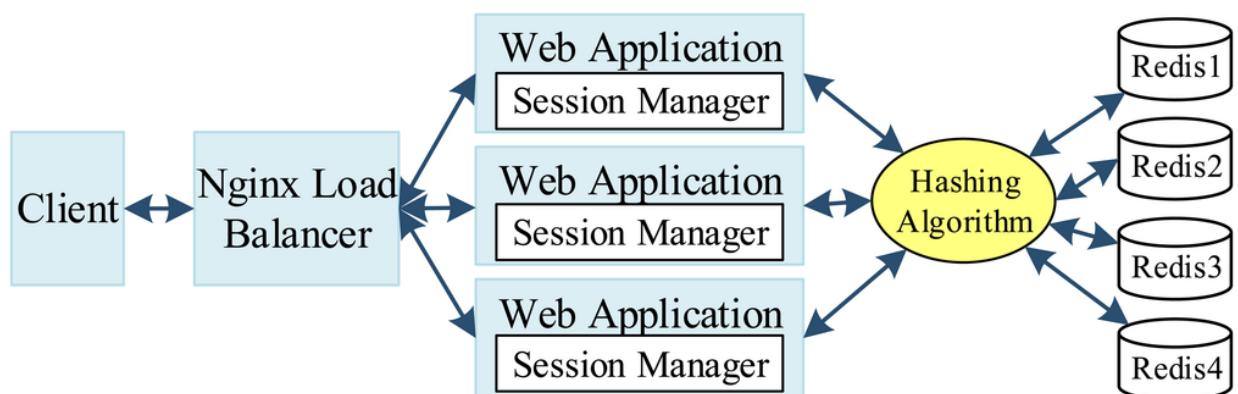 Client
Nginx Load
Balancer
Web Application
Session Manager
Web Application
Session Manager
Web Application
Session Manager
Hashing
Algorithm
Redis1
Redis2
Redis3
Redis4